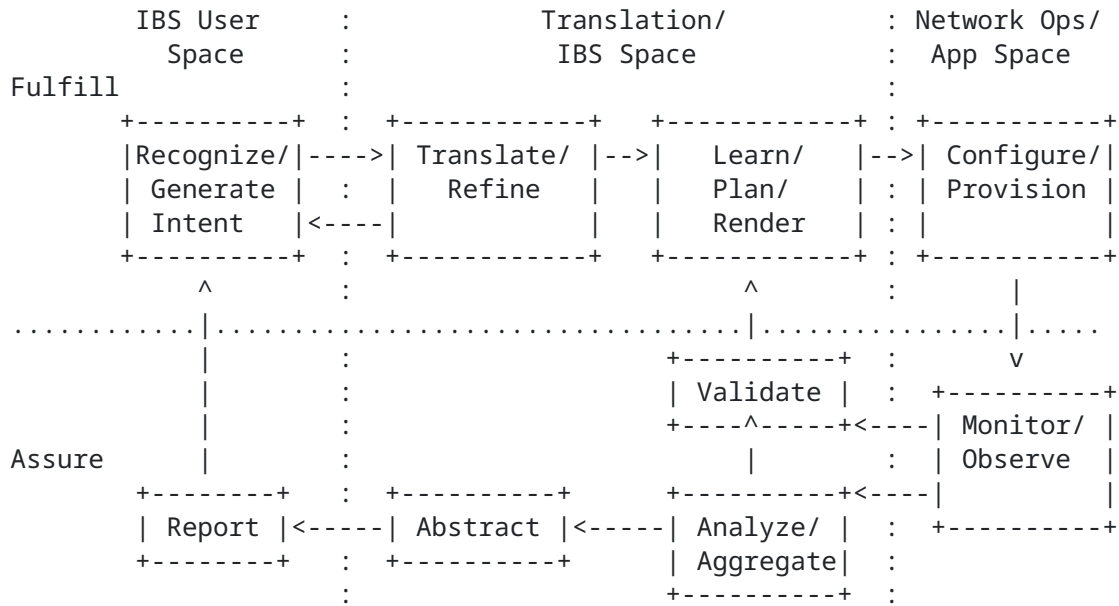 IBS User : Translation/ : Network Ops/
Space : IBS Space : App Space
Fulfill : :
+----------+ : +------------+ +------------+ : +-----------+
|Recognize/|---->| Translate/ |-->| Learn/ |-->| Configure/|
| Generate | : | Refine | | Plan/ | : | Provision |
| Intent |<----| | | Render | : | |
+----------+ : +------------+ +------------+ : +-----------+
^ : ^ : |
............|..................................|................|.....
| : +----------+ : v
| : | Validate | : +----------+
| : +----^-----+<----| Monitor/ |
Assure | : | : | Observe |
+--------+ : +----------+ +----------+<----| |
| Report |<-----| Abstract |<-----| Analyze/ | : +----------+
+--------+ : +----------+ | Aggregate| :
: +----------+ :